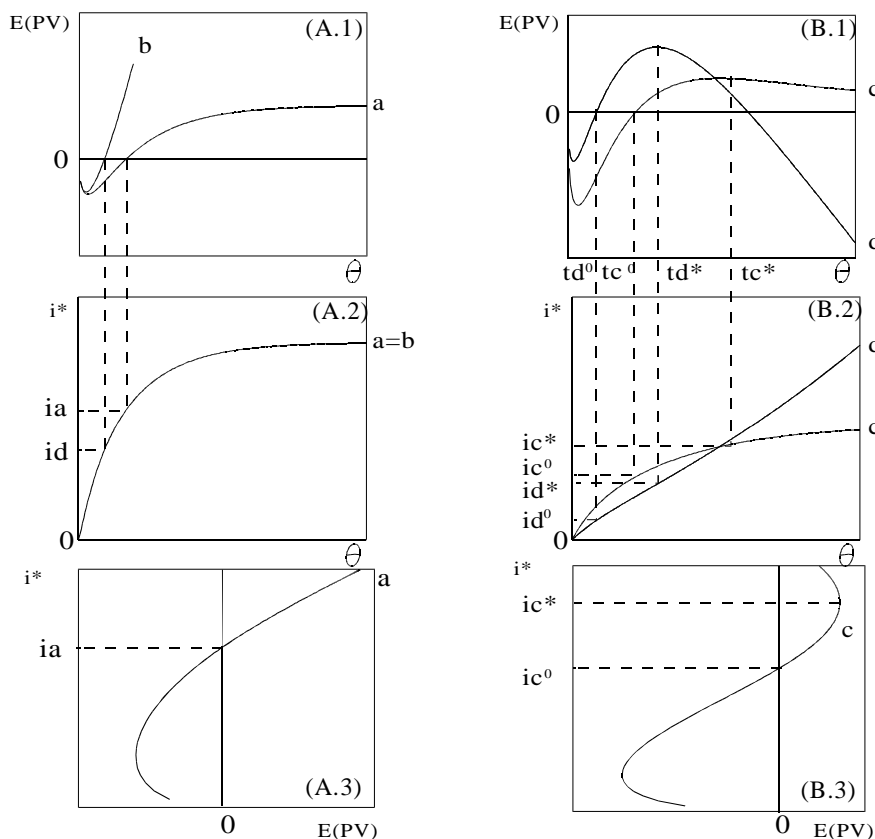 E(PV)
(A.1)
b
a
0
θ
i*
(A.2)
a=b
ia
id
0
θ
i*
a
ia
(A.3)
0
E(PV)
E(PV)
(B.1)
0
c
td⁰ tc⁰ td* tc*
θ
i*
(B.2)
ic*
ic⁰
id*
id⁰
c
0
θ
i*
ic*
c
ic⁰
(B.3)
0
E(PV)